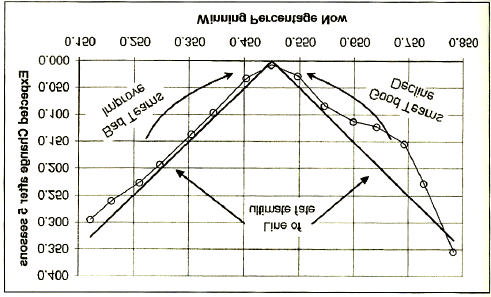 Expected Change after 5 seasons
0.400
0.350
0.300
0.250
0.200
0.150
0.100
0.050
0.000
Line of
ultimate fate
Bad Teams
Improve
Good Teams
Decline
0.150 0.250 0.350 0.450 0.550 0.650 0.750 0.850
Winning Percentage Now